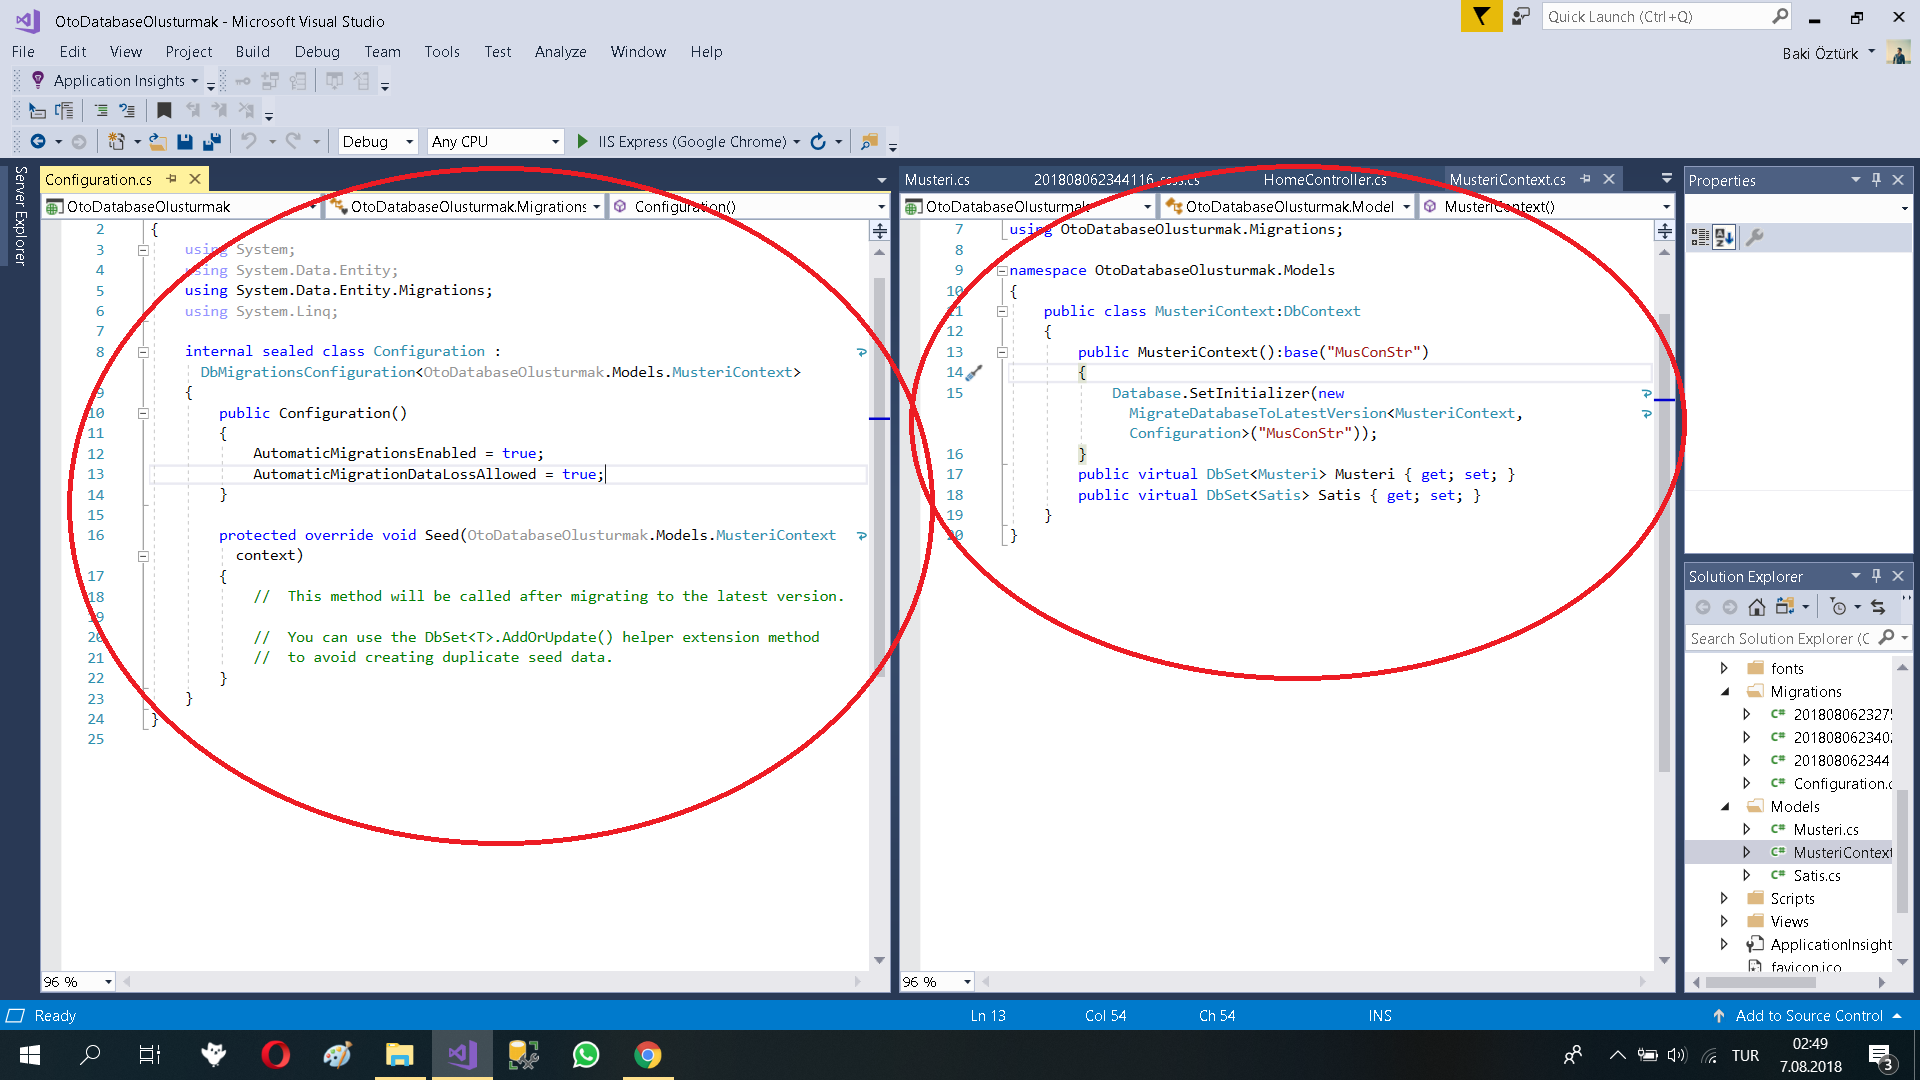 OtoDatabaseOlusturmak - Microsoft Visual Studio
Quick Launch (Ctrl+Q)
File Edit View Project Build Debug Team Tools Test Analyze Window Help
Baki Öztürk
Application Insights
Debug Any CPU IIS Express (Google Chrome)
Server Explorer
Configuration.cs
OtoDatabaseOlusturmak OtoDatabaseOlusturmak.Migrations Configuration()
2 {
3 using System;
4 using System.Data.Entity;
5 using System.Data.Entity.Migrations;
6 using System.Linq;
7
8 internal sealed class Configuration :
DbMigrationsConfiguration<OtoDatabaseOlusturmak.Models.MusteriContext>
9 {
10 public Configuration()
11 {
12 AutomaticMigrationsEnabled = true;
13 AutomaticMigrationDataLossAllowed = true;
14 }
15
16 protected override void Seed(OtoDatabaseOlusturmak.Models.MusteriContext
context)
17 {
18 //  This method will be called after migrating to the latest version.
19
20 //  You can use the DbSet<T>.AddOrUpdate() helper extension method
21 //  to avoid creating duplicate seed data.
22 }
23 }
24 }
25
96 %
Musteri.cs HomeController.cs MusteriContext.cs
OtoDatabaseOlusturmak OtoDatabaseOlusturmak.Model MusteriContext()
7 using OtoDatabaseOlusturmak.Migrations;
8
9 namespace OtoDatabaseOlusturmak.Models
10 {
11 public class MusteriContext:DbContext
12 {
13 public MusteriContext():base("MusConStr")
14 {
15 Database.SetInitializer(new
MigrateDatabaseToLatestVersion<MusteriContext,
Configuration>("MusConStr"));
16 }
17 public virtual DbSet<Musteri> Musteri { get; set; }
18 public virtual DbSet<Satis> Satis { get; set; }
19 }
20 }
96 %
Properties
Solution Explorer
Search Solution Explorer (C
fonts
Migrations
C# 2018080623275
C# 201808062340
C# 201808062344
C# Configuration.c
Models
C# Musteri.cs
C# MusteriContext
C# Satis.cs
Scripts
Views
ApplicationInsight
favicon.ico
Ready Ln 13 Col 54 Ch 54 INS Add to Source Control
TUR 02:49
7.08.2018
3